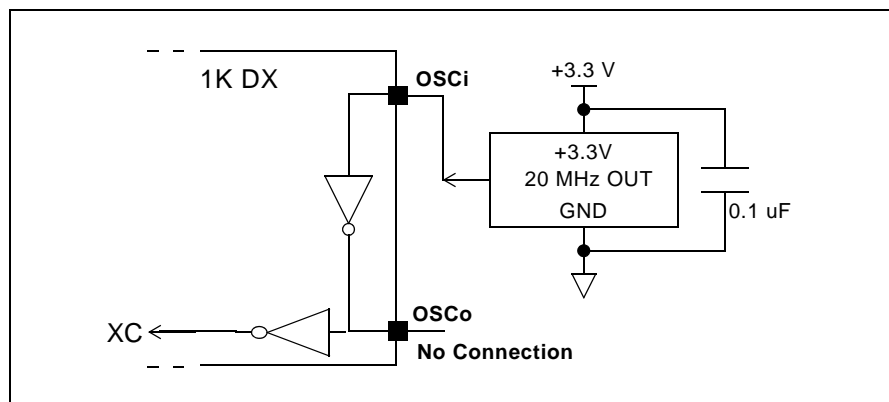 1K DX
OSCi
+3.3 V
+3.3V
20 MHz OUT
GND
0.1 uF
OSCo
XC
No Connection